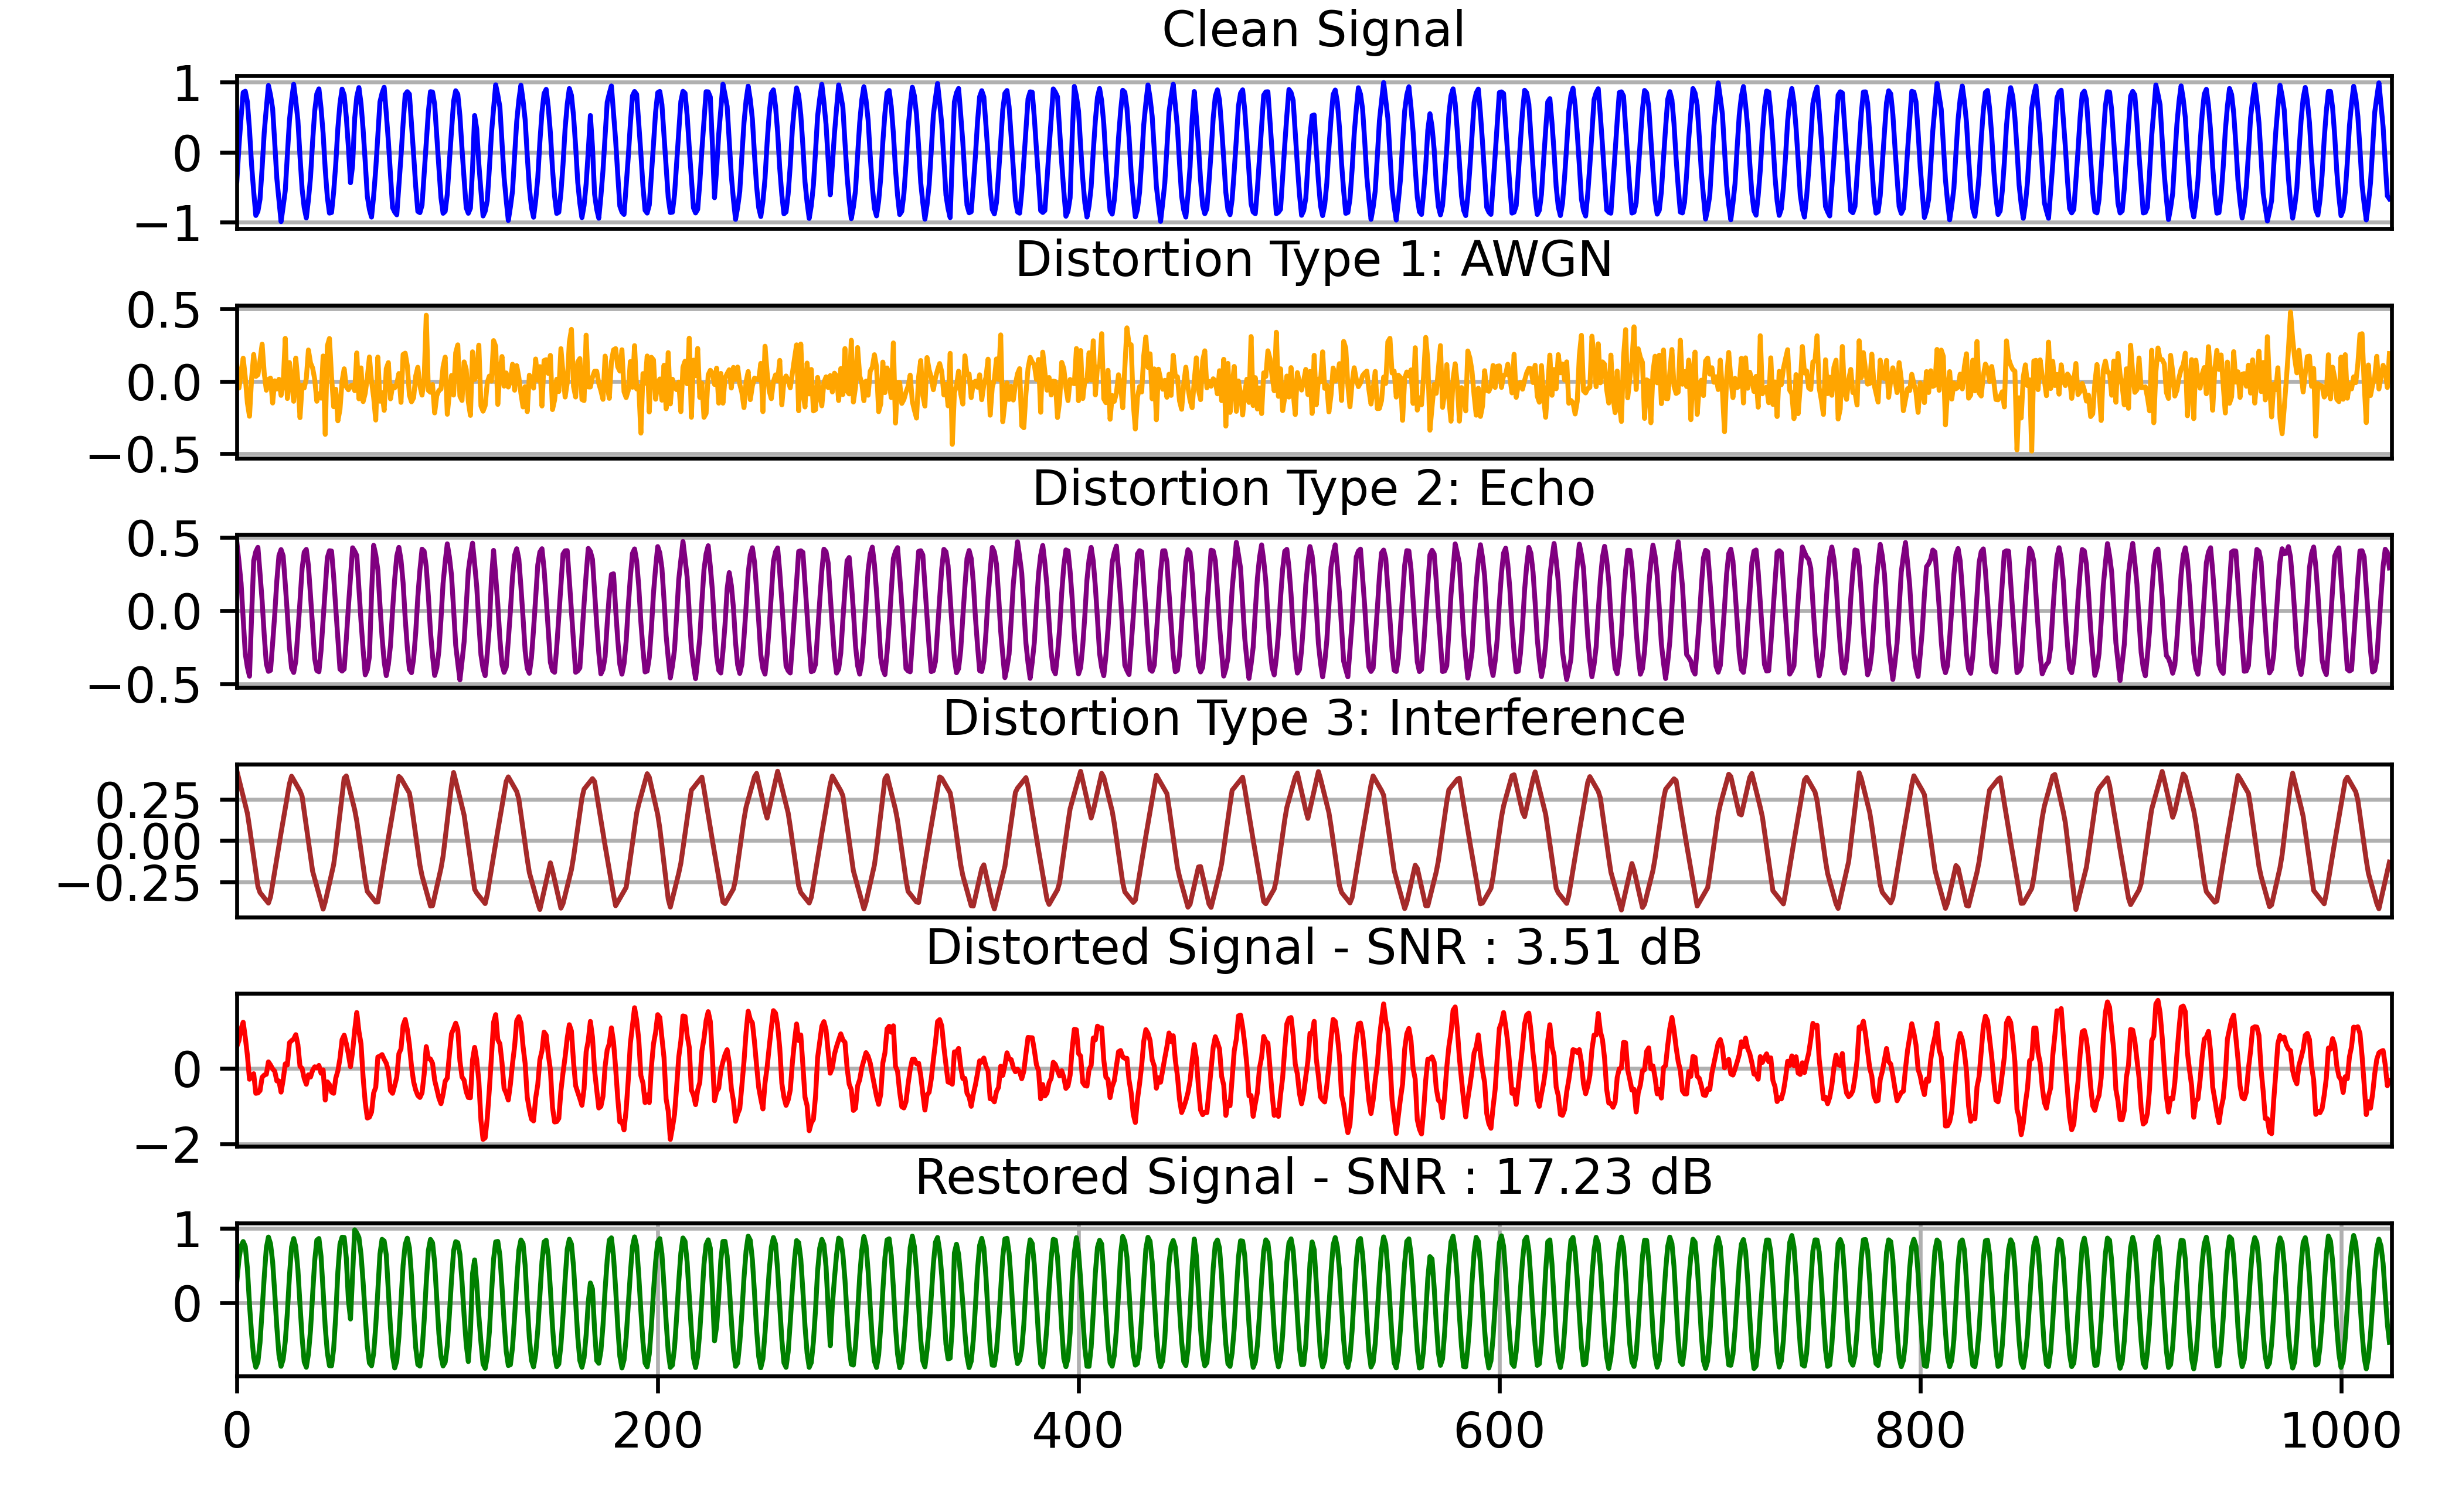 Clean Signal
1
0
−1
Distortion Type 1: AWGN
0.5
0.0
−0.5
Distortion Type 2: Echo
0.5
0.0
−0.5
Distortion Type 3: Interference
0.25
0.00
−0.25
Distorted Signal - SNR : 3.51 dB
0
−2
Restored Signal - SNR : 17.23 dB
1
0
0 200 400 600 800 1000